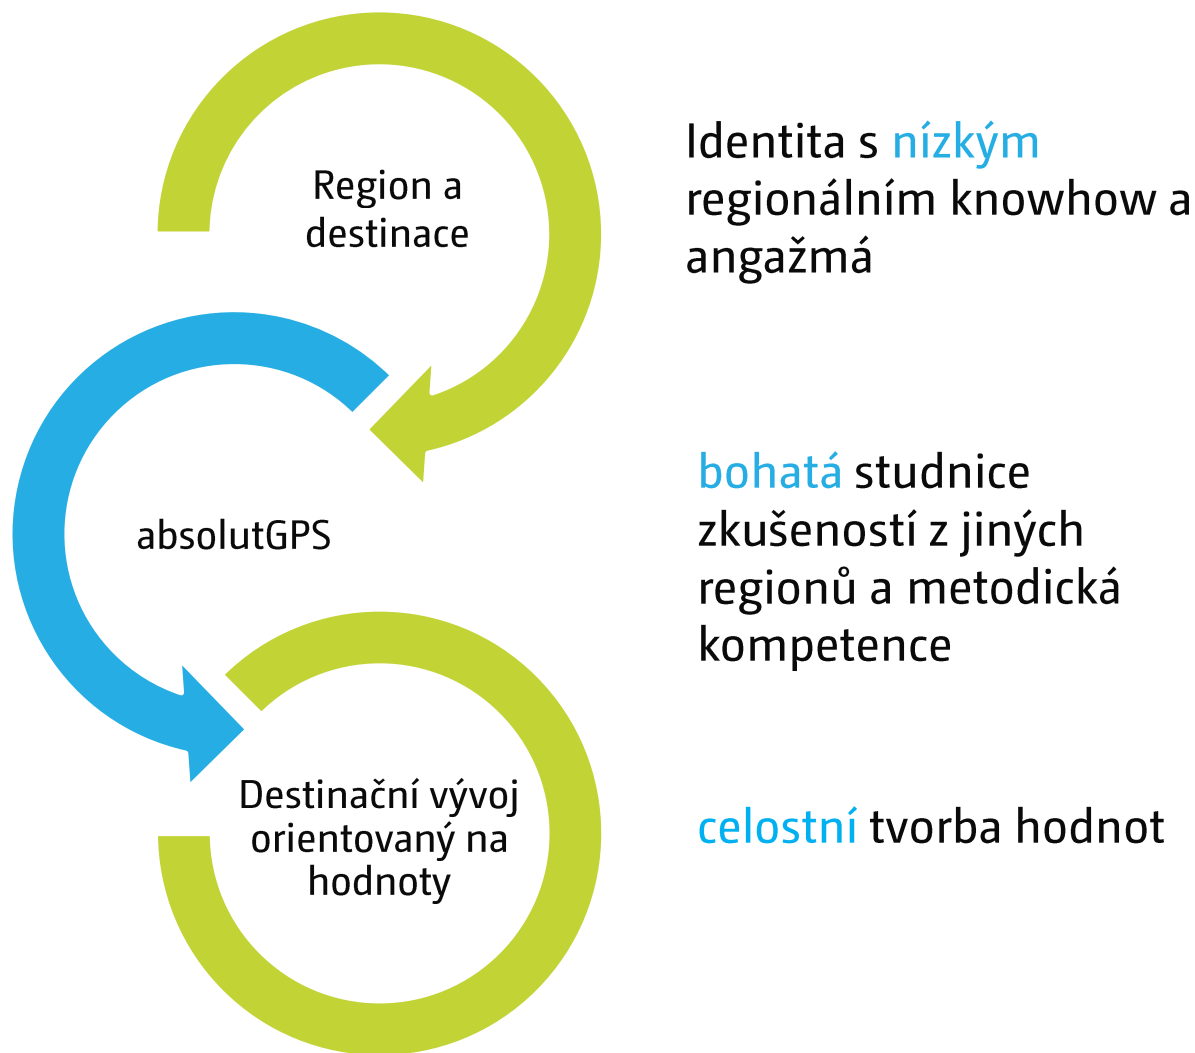 Region a
destinace
Identita s nízkým
regionálním knowhow a
angažmá
absolutGPS
bohatá studnice
zkušeností z jiných
regionů a metodická
kompetence
Destinační vývoj
orientovaný na
hodnoty
celostní tvorba hodnot